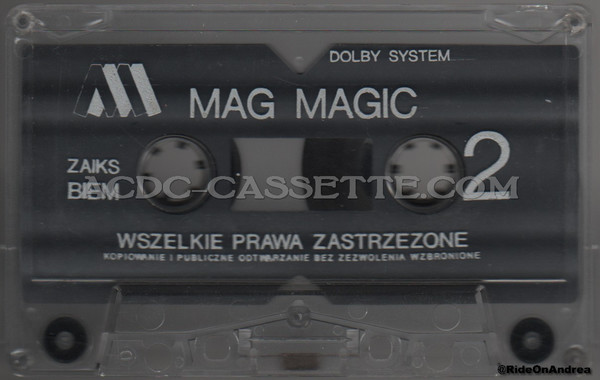 DOLBY SYSTEM
MAG MAGIC
ZAIKS
BIEM
2
ACDC-CASSETTE.COM
WSZELKIE PRAWA ZASTRZEZONE
KOPIOWANIE I PUBLICZNE ODTWARZANIE BEZ ZEZWOLENIA WZBRONIONE
©RideOnAndrea